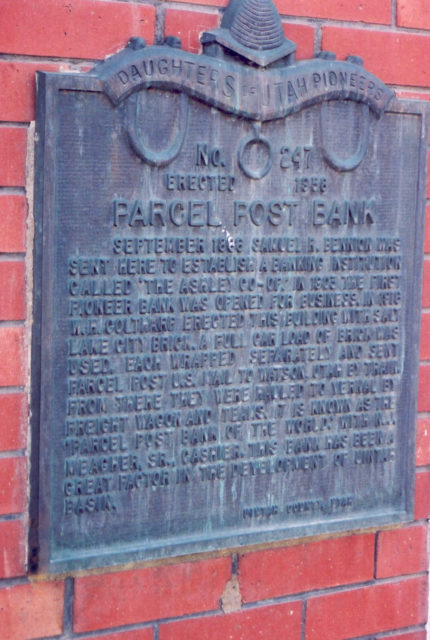 DAUGHTERS OF UTAH PIONEERS
NO. 247
ERECTED 1958
PARCEL POST BANK
SEPTEMBER 1886 SAMUEL R. BENNION WAS
SENT HERE TO ESTABLISH A BANKING INSTITUTION
CALLED "THE ASHLEY CO-OP." IN 1903 THE FIRST
PIONEER BANK WAS OPENED FOR BUSINESS. IN 1916
W.H. COLTHARP ERECTED THIS BUILDING WITH SALT
LAKE CITY BRICK. A FULL CAR LOAD OF BRICK WAS
USED. EACH WRAPPED SEPARATELY AND SENT
PARCEL POST U.S. MAIL TO WATSON, UTAH BY TRAIN.
FROM THERE THEY WERE HAULED TO VERNAL BY
FREIGHT WAGON AND TEAMS. IT IS KNOWN AS THE
"PARCEL POST BANK OF THE WORLD." WITH N.J.
MEAGHER, SR., CASHIER. THIS BANK HAS BEEN A
GREAT FACTOR IN THE DEVELOPMENT OF UINTAH
BASIN.
UINTAH COUNTY, UTAH